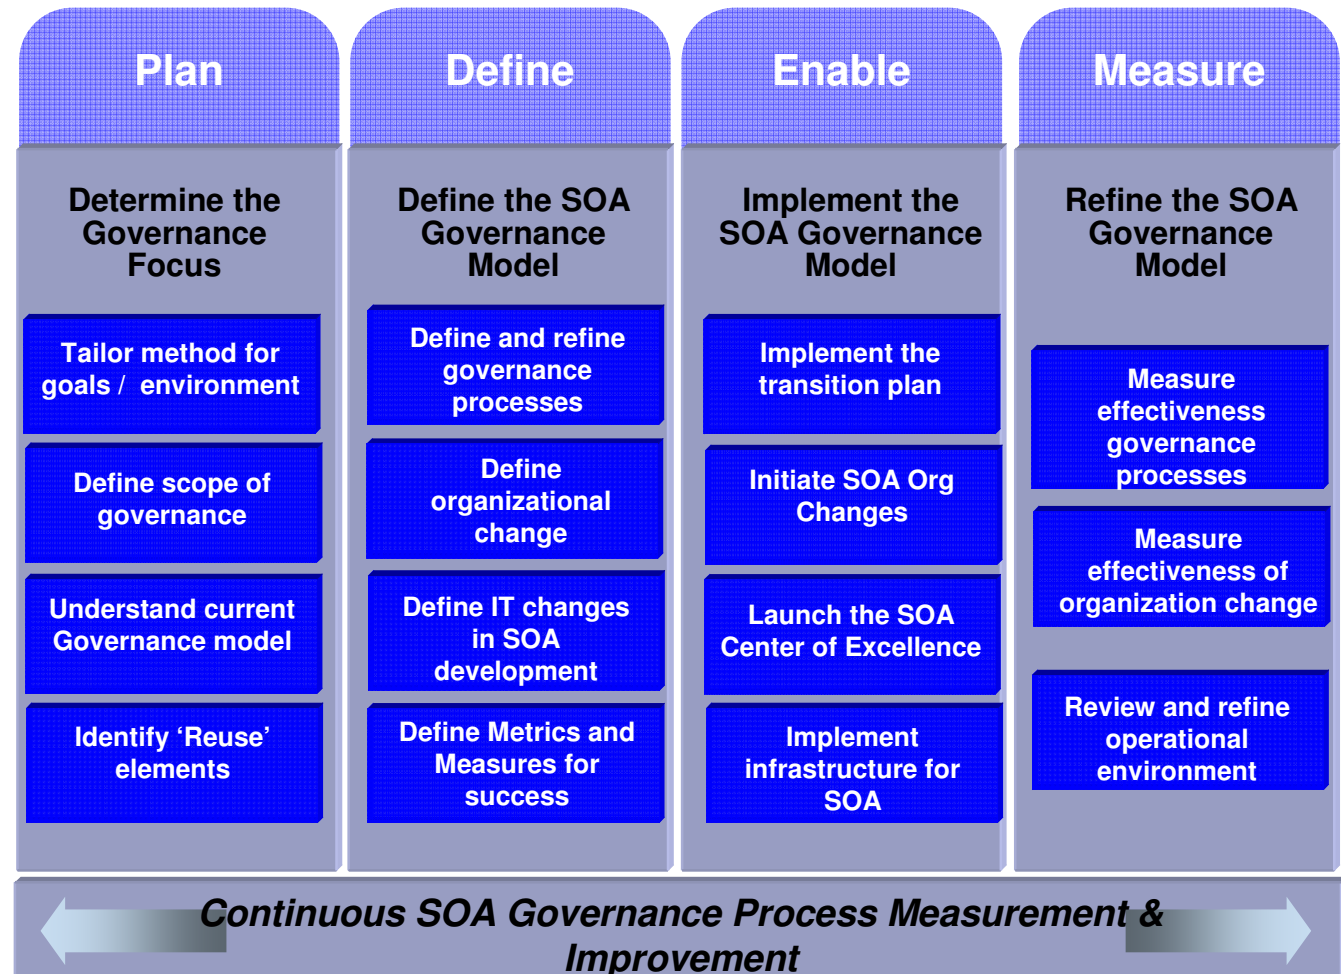 Plan
Determine the
Governance
Focus
Tailor method for
goals / environment
Define scope of
governance
Understand current
Governance model
Identify ‘Reuse’
elements
Define
Define the SOA
Governance
Model
Define and refine
governance
processes
Define
organizational
change
Define IT changes
in SOA
development
Define Metrics and
Measures for
success
Enable
Implement the
SOA Governance
Model
Implement the
transition plan
Initiate SOA Org
Changes
Launch the SOA
Center of Excellence
Implement
infrastructure for
SOA
Measure
Refine the SOA
Governance
Model
Measure
effectiveness
governance
processes
Measure
effectiveness of
organization change
Review and refine
operational
environment
Continuous SOA Governance Process Measurement &
Improvement